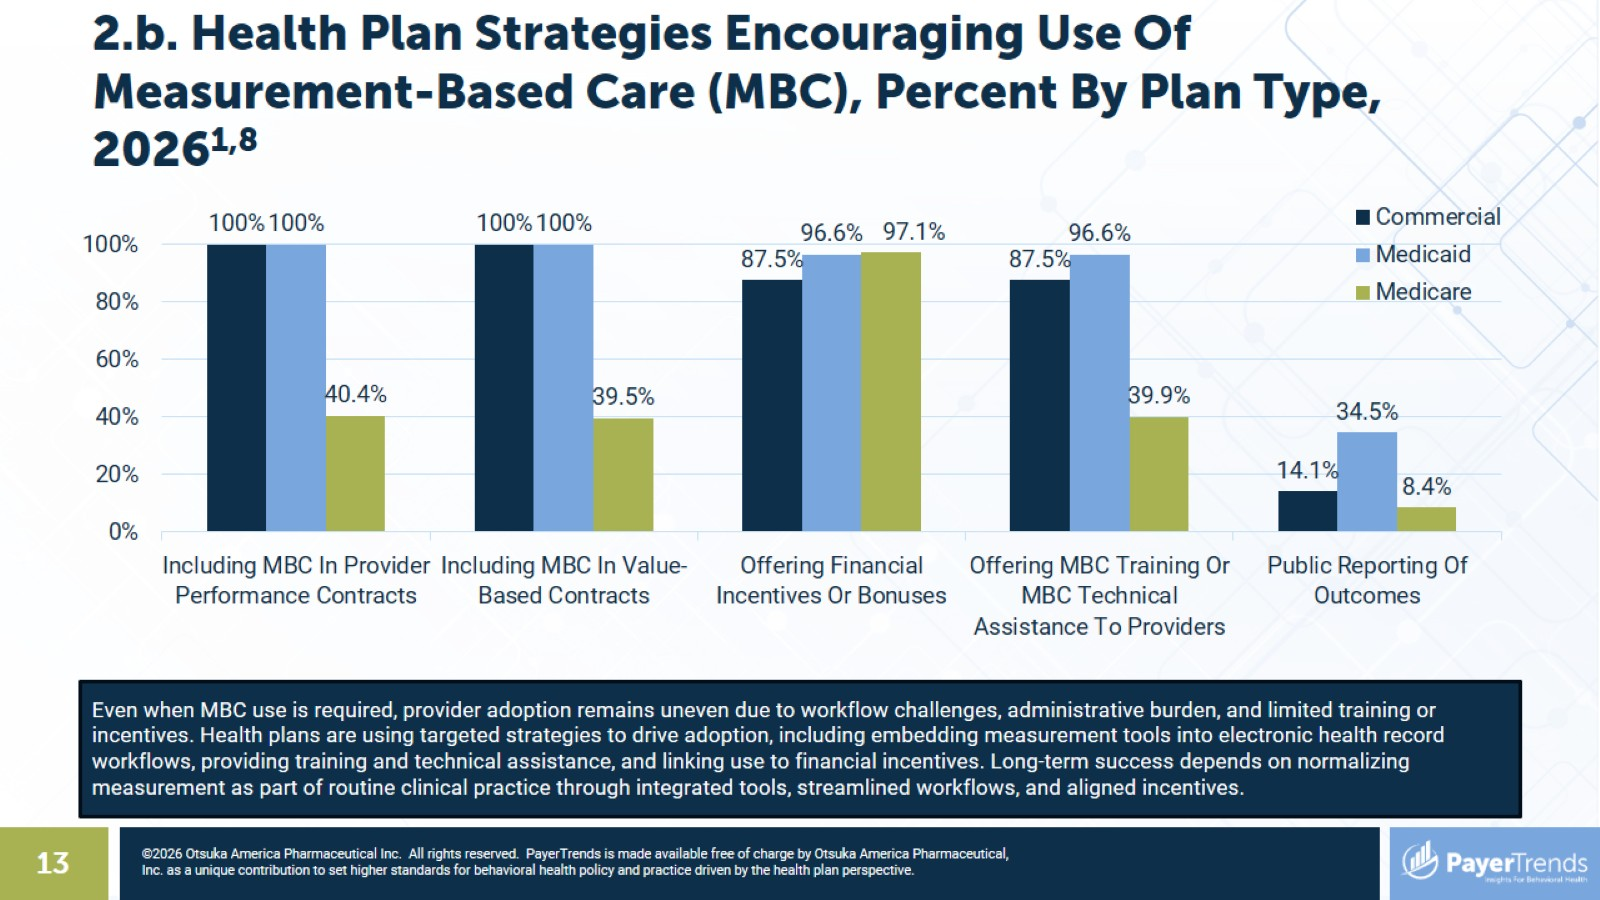 2.b. Health Plan Strategies Encouraging Use Of
Measurement-Based Care (MBC), Percent By Plan Type,
2026¹,⁸
Commercial
Medicaid
Medicare
100%
80%
60%
40%
20%
0%
100% 100% 40.4%
100% 100% 39.5%
87.5% 96.6% 97.1%
87.5% 96.6% 39.9%
14.1% 34.5% 8.4%
Including MBC In Provider
Performance Contracts
Including MBC In Value-
Based Contracts
Offering Financial
Incentives Or Bonuses
Offering MBC Training Or
MBC Technical
Assistance To Providers
Public Reporting Of
Outcomes
Even when MBC use is required, provider adoption remains uneven due to workflow challenges, administrative burden, and limited training or
incentives. Health plans are using targeted strategies to drive adoption, including embedding measurement tools into electronic health record
workflows, providing training and technical assistance, and linking use to financial incentives. Long-term success depends on normalizing
measurement as part of routine clinical practice through integrated tools, streamlined workflows, and aligned incentives.
13
©2026 Otsuka America Pharmaceutical Inc. All rights reserved. PayerTrends is made available free of charge by Otsuka America Pharmaceutical,
Inc. as a unique contribution to set higher standards for behavioral health policy and practice driven by the health plan perspective.
PayerTrends
Insights For Behavioral Health